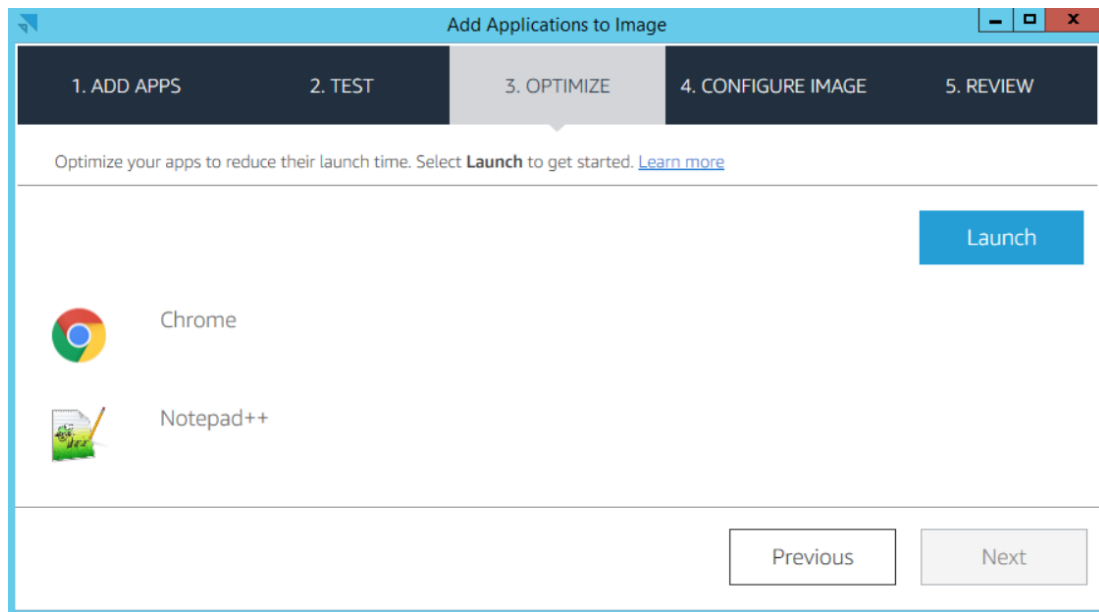 Add Applications to Image
1. ADD APPS 2. TEST 3. OPTIMIZE 4. CONFIGURE IMAGE 5. REVIEW
Optimize your apps to reduce their launch time. Select Launch to get started. Learn more
Launch
Chrome
Notepad++
Previous Next